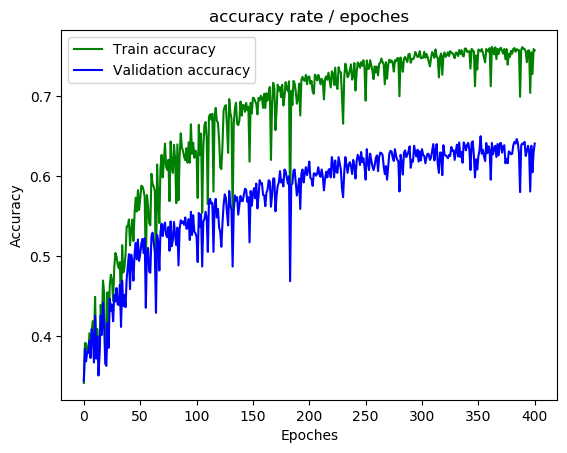 accuracy rate / epoches
Train accuracy
Validation accuracy
Accuracy
0.7
0.6
0.5
0.4
0 50 100 150 200 250 300 350 400
Epoches